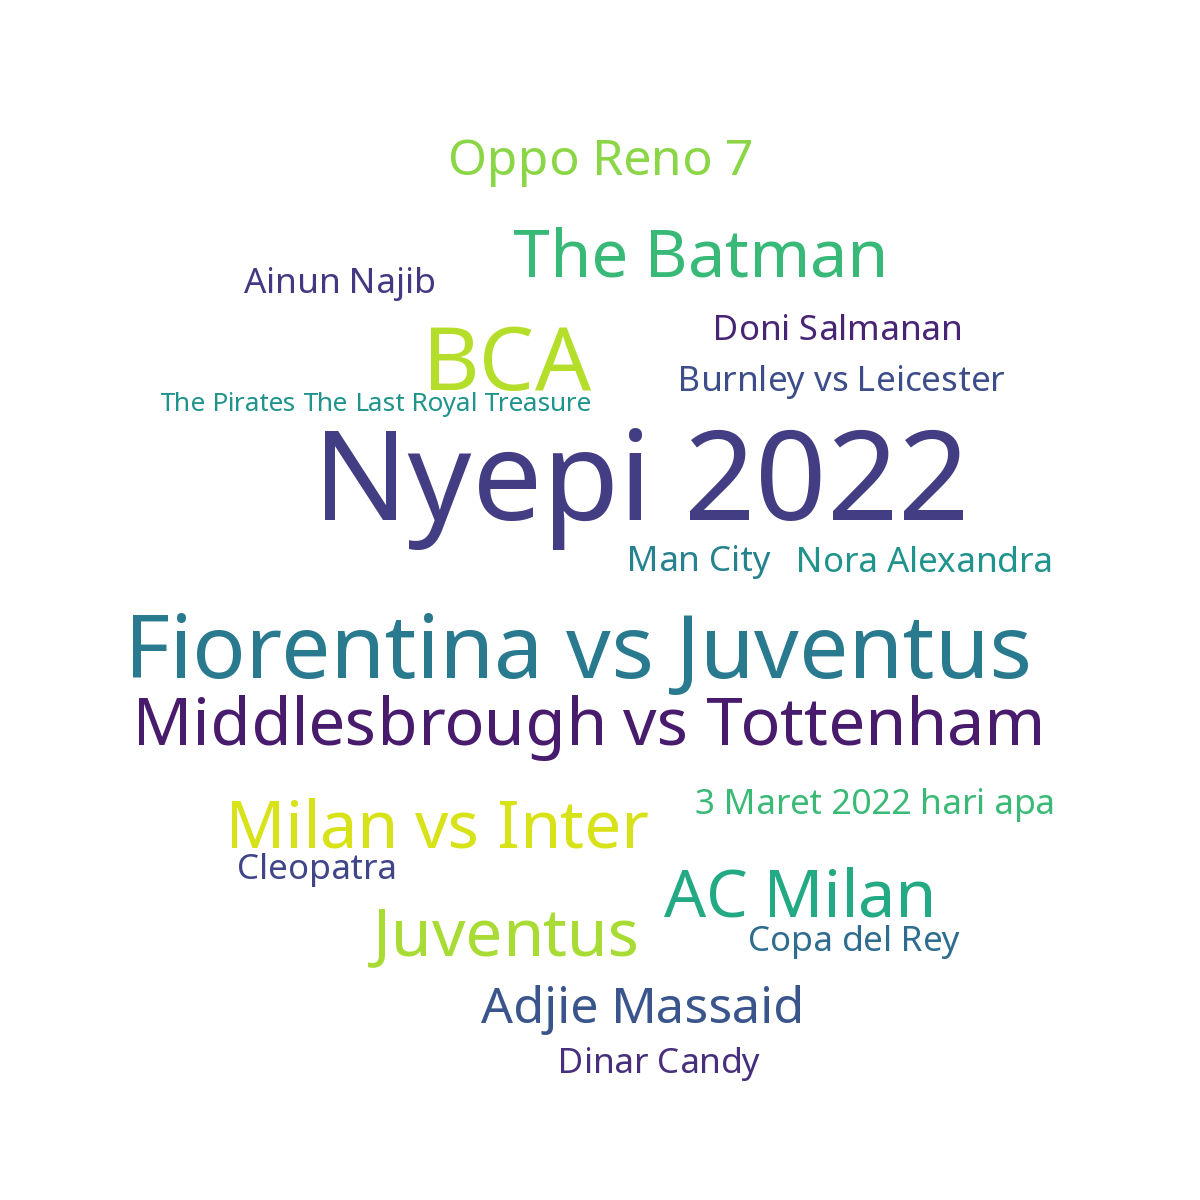 Oppo Reno 7
The Batman
Ainun Najib
Doni Salmanan
BCA
Burnley vs Leicester
The Pirates The Last Royal Treasure
Nyepi 2022
Man City
Nora Alexandra
Fiorentina vs Juventus
Middlesbrough vs Tottenham
3 Maret 2022 hari apa
Milan vs Inter
Cleopatra
AC Milan
Juventus
Copa del Rey
Adjie Massaid
Dinar Candy